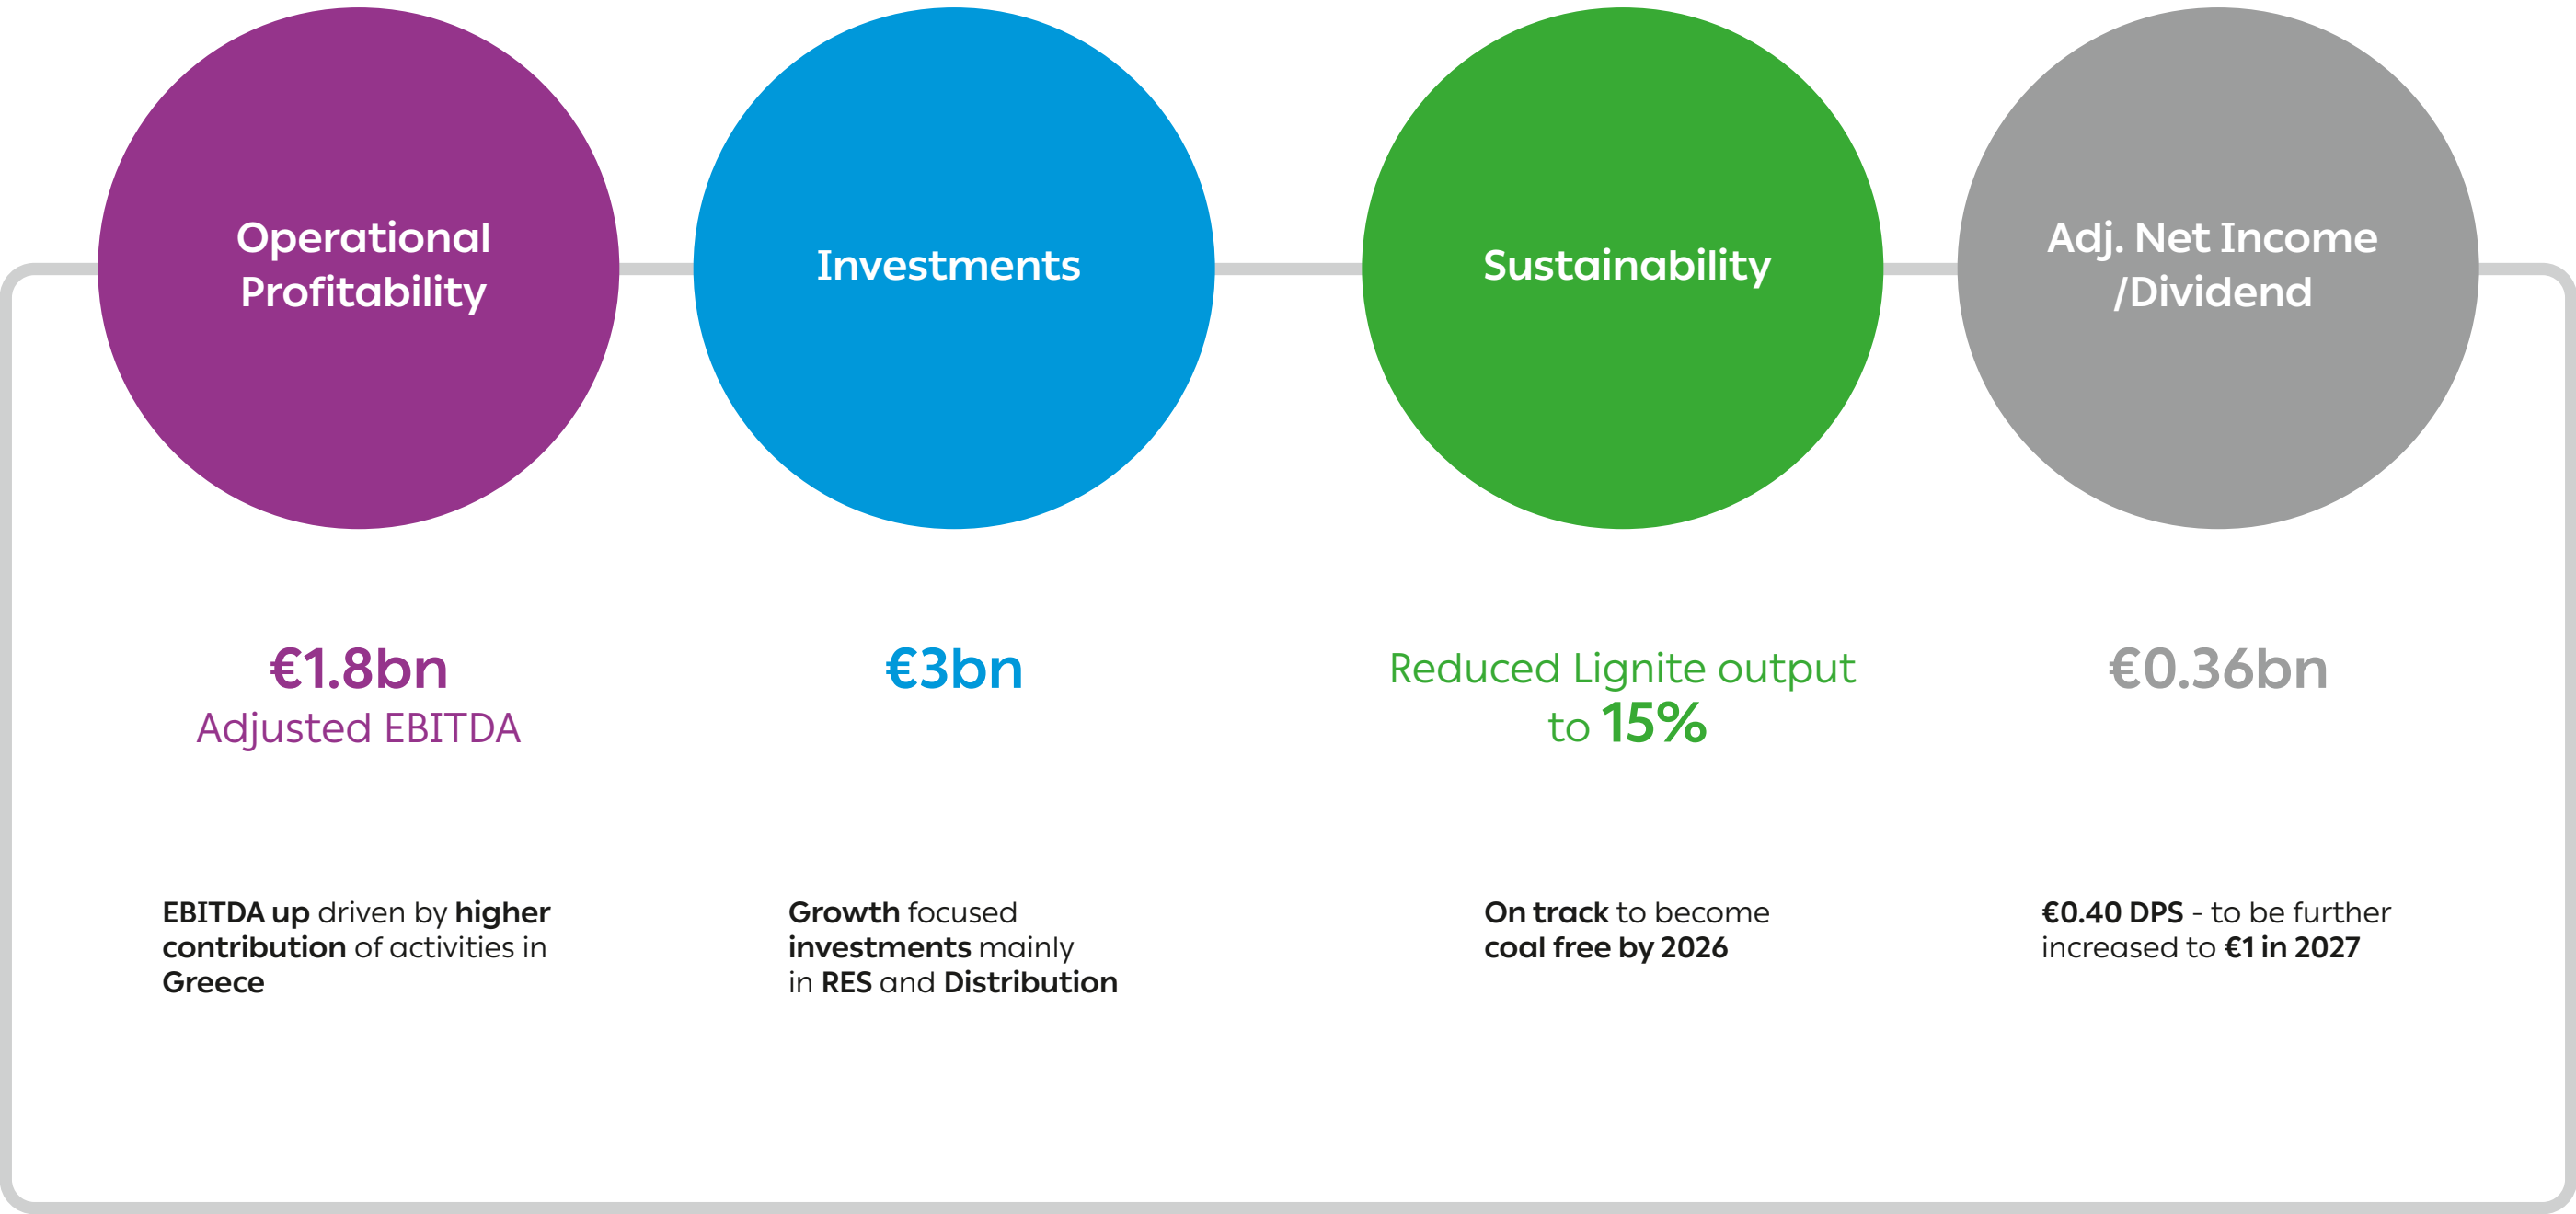 Operational
Profitability
Investments
Sustainability
Adj. Net Income
/Dividend
€1.8bn
Adjusted EBITDA
€3bn
Reduced Lignite output
to 15%
€0.36bn
EBITDA up driven by higher
contribution of activities in
Greece
Growth focused
investments mainly
in RES and Distribution
On track to become
coal free by 2026
€0.40 DPS - to be further
increased to €1 in 2027